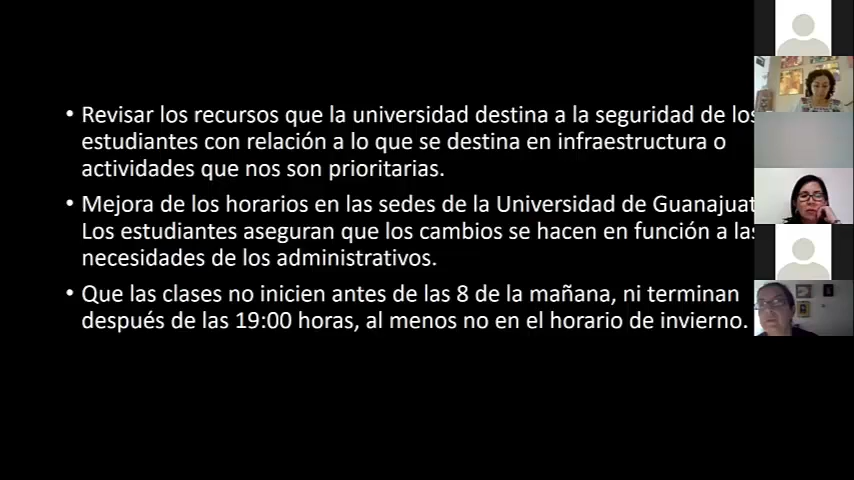 • Revisar los recursos que la universidad destina a la seguridad de los
estudiantes con relación a lo que se destina en infraestructura o
actividades que nos son prioritarias.
• Mejora de los horarios en las sedes de la Universidad de Guanajuat
Los estudiantes aseguran que los cambios se hacen en función a las
necesidades de los administrativos.
• Que las clases no inicien antes de las 8 de la mañana, ni terminan
después de las 19:00 horas, al menos no en el horario de invierno.